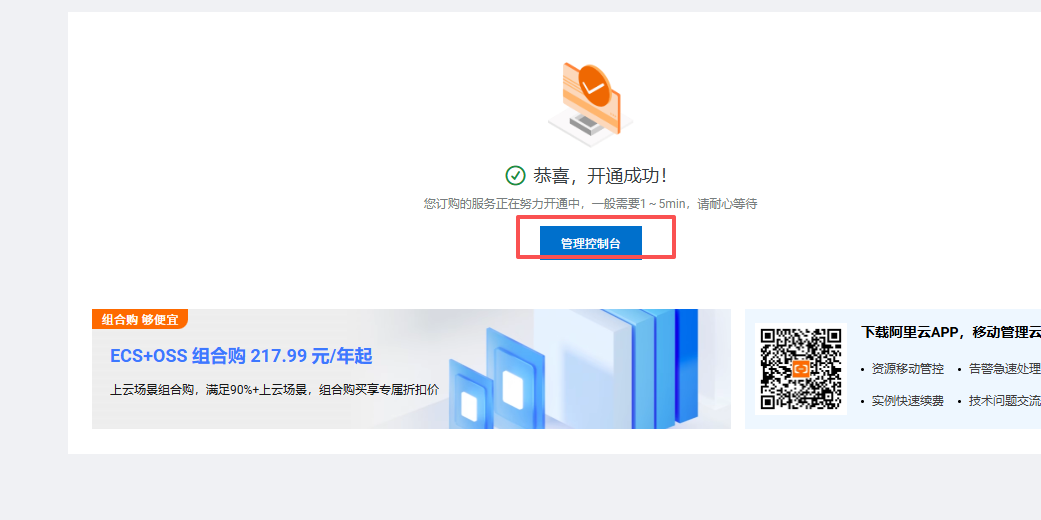 恭喜，开通成功！
您订购的服务正在努力开通中，一般需要1～5min，请耐心等待
管理控制台
组合购 够便宜
ECS+OSS 组合购 217.99 元/年起
上云场景组合购，满足90%+上云场景，组合购买享专属折扣价
下载阿里云APP，移动管理云
• 资源移动管控 • 告警急速处理
• 实例快速续费 • 技术问题交流